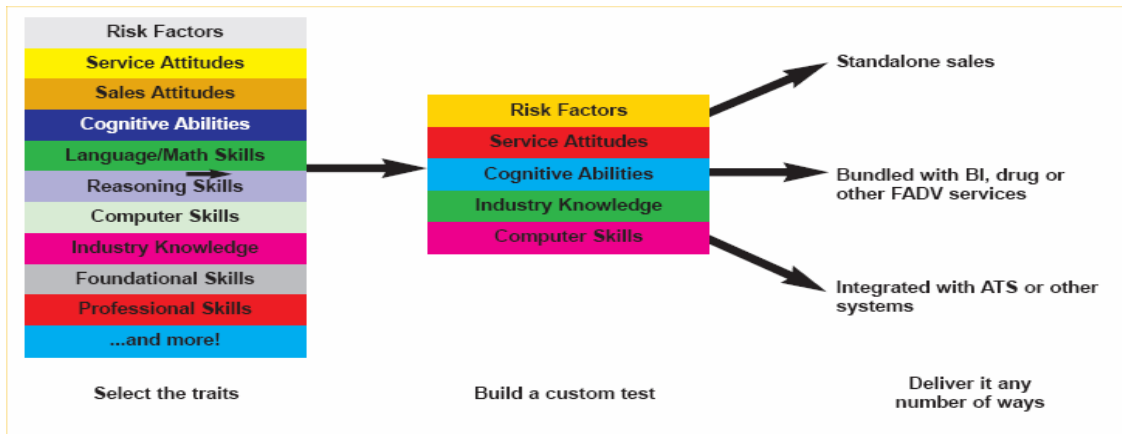 Risk Factors
Service Attitudes
Sales Attitudes
Cognitive Abilities
Language/Math Skills
Reasoning Skills
Computer Skills
Industry Knowledge
Foundational Skills
Professional Skills
...and more!
Select the traits
Risk Factors
Service Attitudes
Cognitive Abilities
Industry Knowledge
Computer Skills
Build a custom test
Standalone sales
Bundled with BI, drug or
other FADV services
Integrated with ATS or other
systems
Deliver it any
number of ways